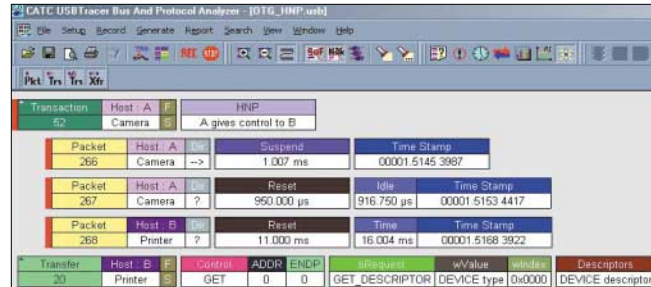 CATC USBTracer Bus And Protocol Analyzer - [OTG_HNP.usb]
File Setup Record Generate Report Search View Window Help
REC STOP SOF NAK
Pkt Trs Trs Xfr
Transaction Host : A F HNP
52 Camera S A gives control to B
Packet Host : A Dir Suspend Time Stamp
266 Camera --> 1.007 ms 00001.5145 3987
Packet Host : A Dir Reset Idle Time Stamp
267 Camera ? 950.000 µs 916.750 µs 00001.5153 4417
Packet Host : B Dir Reset Time Time Stamp
268 Printer ? 11.000 ms 16.004 ms 00001.5168 3922
Transfer Host : B F Control ADDR ENDP bRequest wValue wIndex Descriptors
20 Printer S GET 0 0 GET_DESCRIPTOR DEVICE type 0x0000 DEVICE descriptor